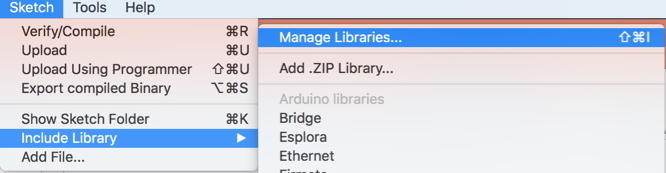 Sketch Tools Help
Verify/Compile ⌘R
Upload ⌘U
Upload Using Programmer ⇧⌘U
Export compiled Binary ⌥⌘S
Show Sketch Folder ⌘K
Include Library ▶
Add File...
Manage Libraries... ⇧⌘I
Add .ZIP Library...
Arduino libraries
Bridge
Esplora
Ethernet